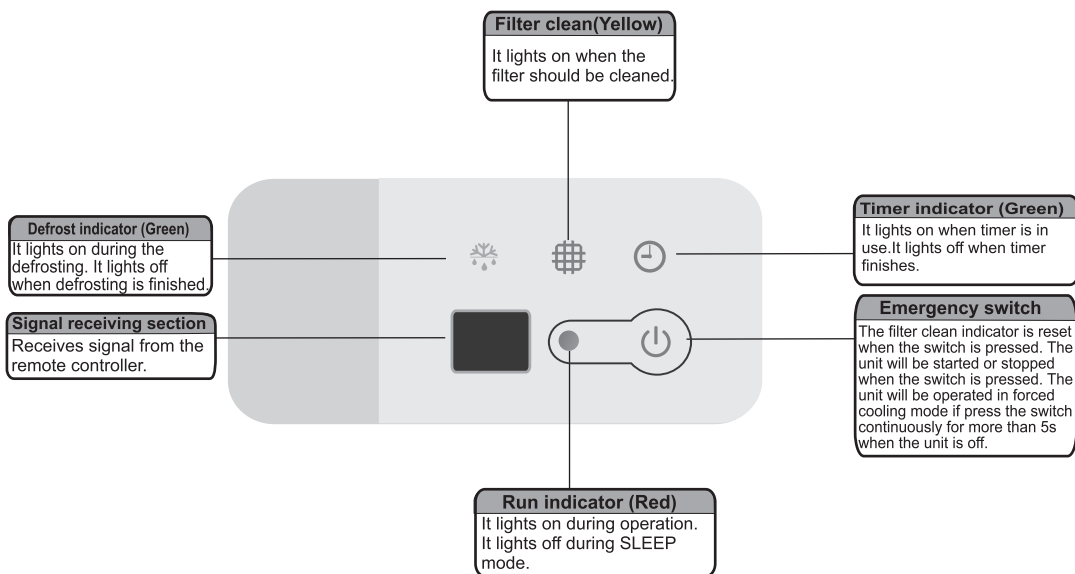 Filter clean(Yellow)
It lights on when the
filter should be cleaned.
Defrost indicator (Green)
It lights on during the
defrosting. It lights off
when defrosting is finished.
Signal receiving section
Receives signal from the
remote controller.
Timer indicator (Green)
It lights on when timer is in
use.It lights off when timer
finishes.
Emergency switch
The filter clean indicator is reset
when the switch is pressed. The
unit will be started or stopped
when the switch is pressed. The
unit will be operated in forced
cooling mode if press the switch
continuously for more than 5s
when the unit is off.
Run indicator (Red)
It lights on during operation.
It lights off during SLEEP
mode.